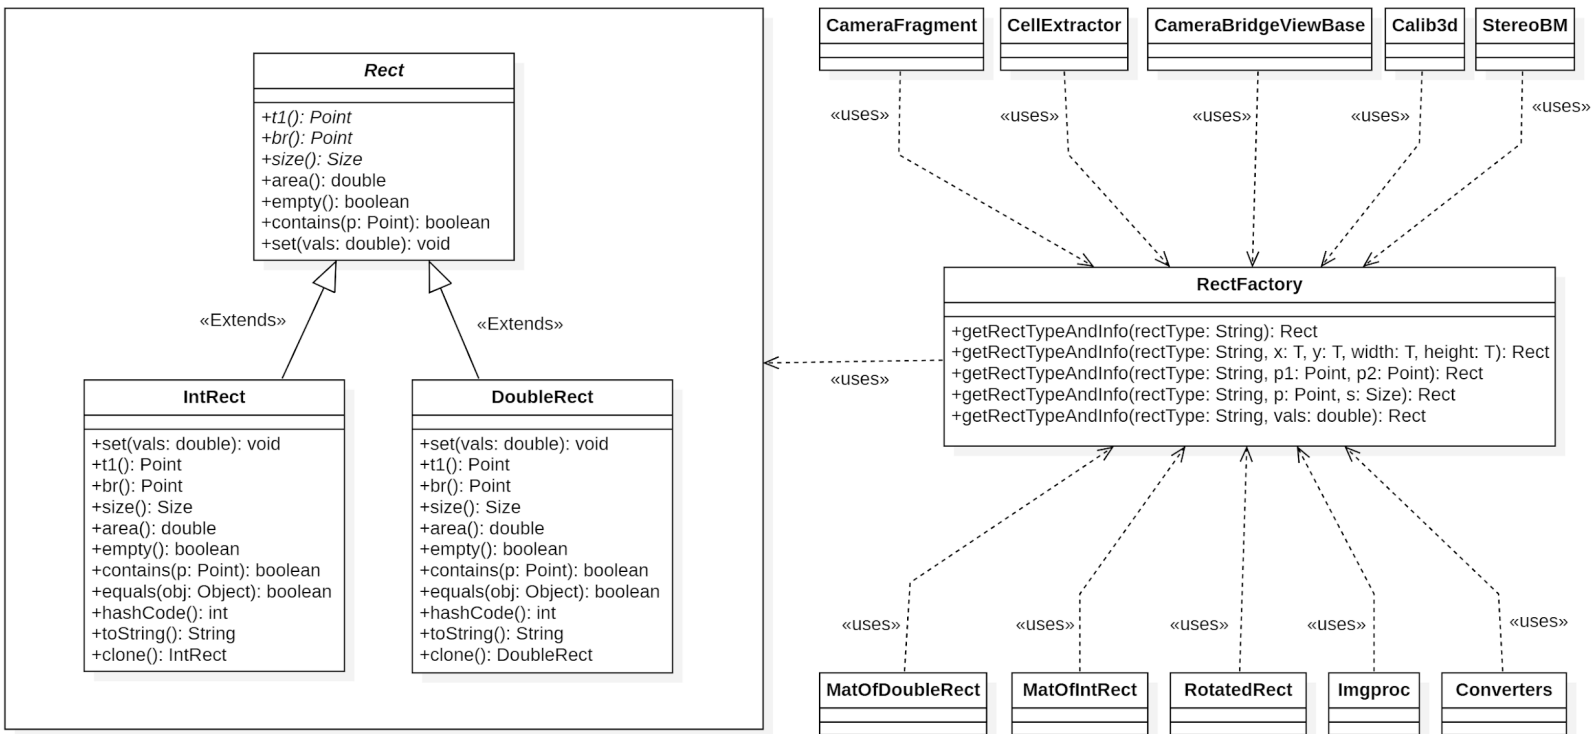 Rect
+t1(): Point
+br(): Point
+size(): Size
+area(): double
+empty(): boolean
+contains(p: Point): boolean
+set(vals: double): void
«Extends»
«Extends»
IntRect
+set(vals: double): void
+t1(): Point
+br(): Point
+size(): Size
+area(): double
+empty(): boolean
+contains(p: Point): boolean
+equals(obj: Object): boolean
+hashCode(): int
+toString(): String
+clone(): IntRect
DoubleRect
+set(vals: double): void
+t1(): Point
+br(): Point
+size(): Size
+area(): double
+empty(): boolean
+contains(p: Point): boolean
+equals(obj: Object): boolean
+hashCode(): int
+toString(): String
+clone(): DoubleRect
CameraFragment
CellExtractor
CameraBridgeViewBase
Calib3d
StereoBM
«uses»
«uses»
«uses»
«uses»
«uses»
RectFactory
+getRectTypeAndInfo(rectType: String): Rect
+getRectTypeAndInfo(rectType: String, x: T, y: T, width: T, height: T): Rect
+getRectTypeAndInfo(rectType: String, p1: Point, p2: Point): Rect
+getRectTypeAndInfo(rectType: String, p: Point, s: Size): Rect
+getRectTypeAndInfo(rectType: String, vals: double): Rect
«uses»
«uses»
«uses»
«uses»
«uses»
«uses»
MatOfDoubleRect
MatOfIntRect
RotatedRect
Imgproc
Converters